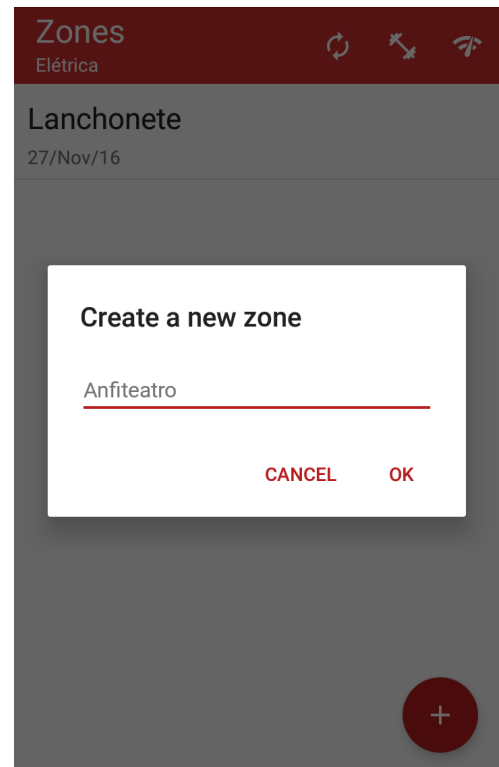 Zones
Elétrica
Lanchonete
27/Nov/16
Create a new zone
Anfiteatro
CANCEL OK